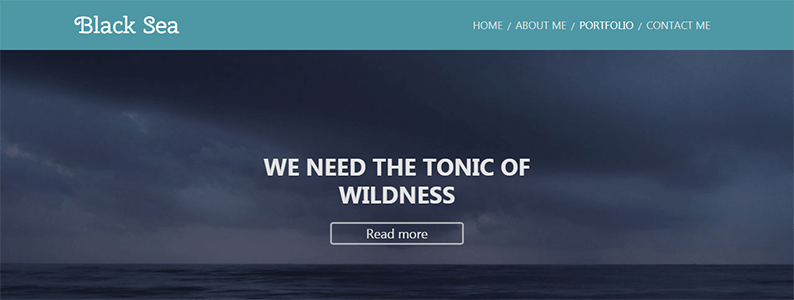 Black Sea
HOME / ABOUT ME / PORTFOLIO / CONTACT ME
WE NEED THE TONIC OF
WILDNESS
Read more